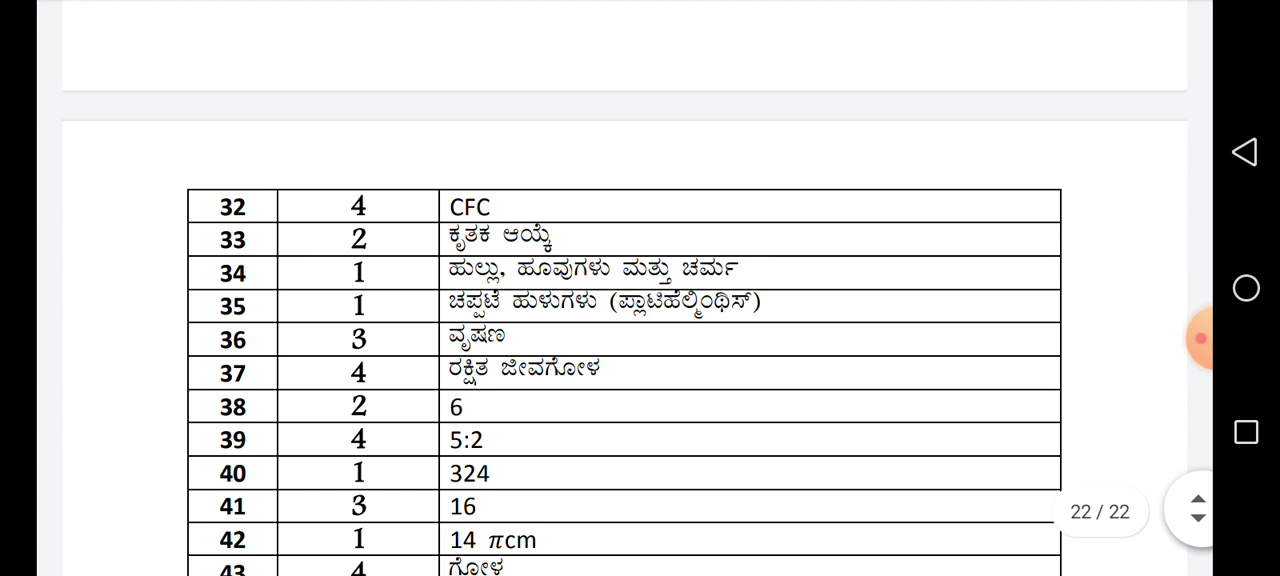 32 4 CFC
33 2 ಕೃತಕ ಆಯ್ಕೆ
34 1 ಹುಲ್ಲು, ಹೂವುಗಳು ಮತ್ತು ಚರ್ಮ
35 1 ಚಪ್ಪಟೆ ಹುಳುಗಳು (ಪ್ಲಾಟಿಹೆಲ್ಮಿಂಥಿಸ್)
36 3 ವೃಷಣ
37 4 ರಕ್ಷಿತ ಜೀವಗೋಳ
38 2 6
39 4 5:2
40 1 324
41 3 16
22 / 22
42 1 14 πcm
43 4 ಗೋಳ